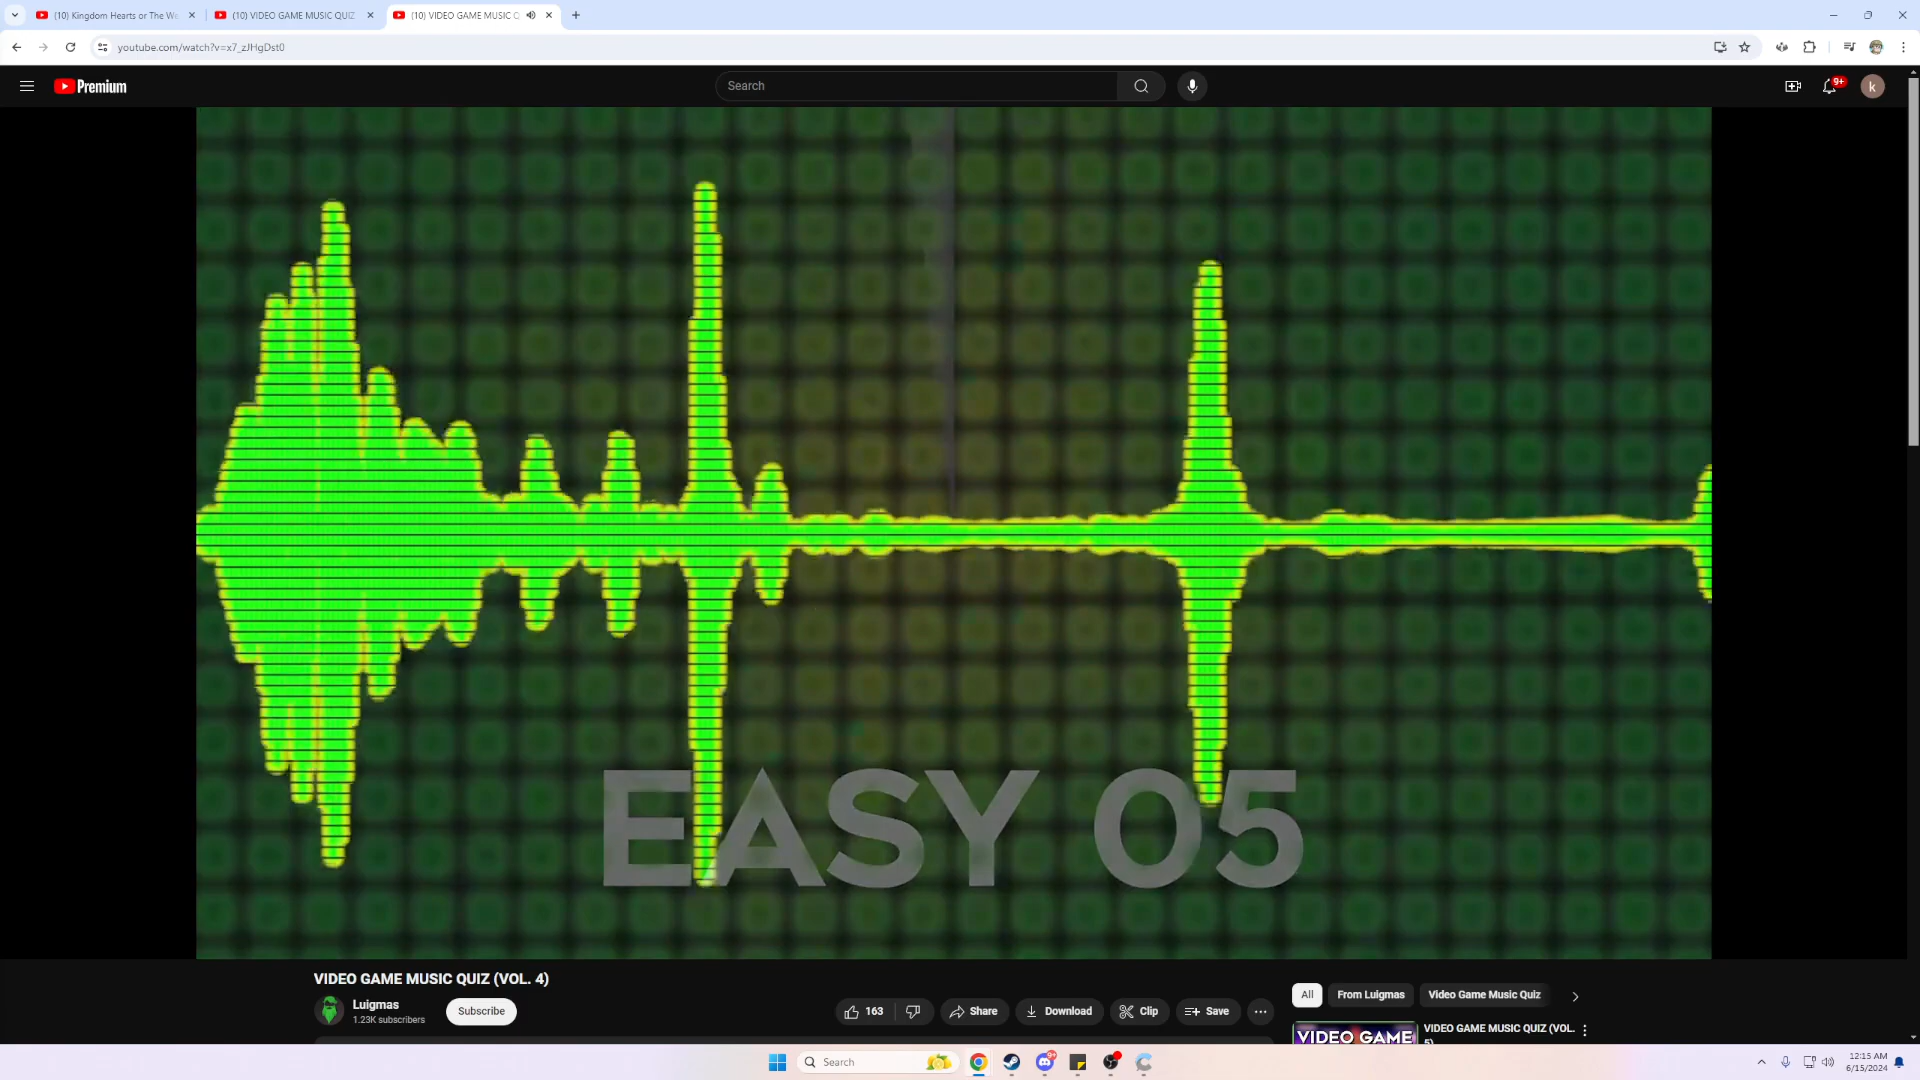 (10) Kingdom Hearts or The We
(10) VIDEO GAME MUSIC QUIZ
(10) VIDEO GAME MUSIC Q
youtube.com/watch?v=x7_zJHgDst0
Premium
Search
9+
k
EASY 05
VIDEO GAME MUSIC QUIZ (VOL. 4)
Luigmas
1.23K subscribers
Subscribe
163
Share
Download
Clip
Save
All
From Luigmas
Video Game Music Quiz
VIDEO GAME
VIDEO GAME MUSIC QUIZ (VOL.
5)
Search
9+
12:15 AM
6/15/2024